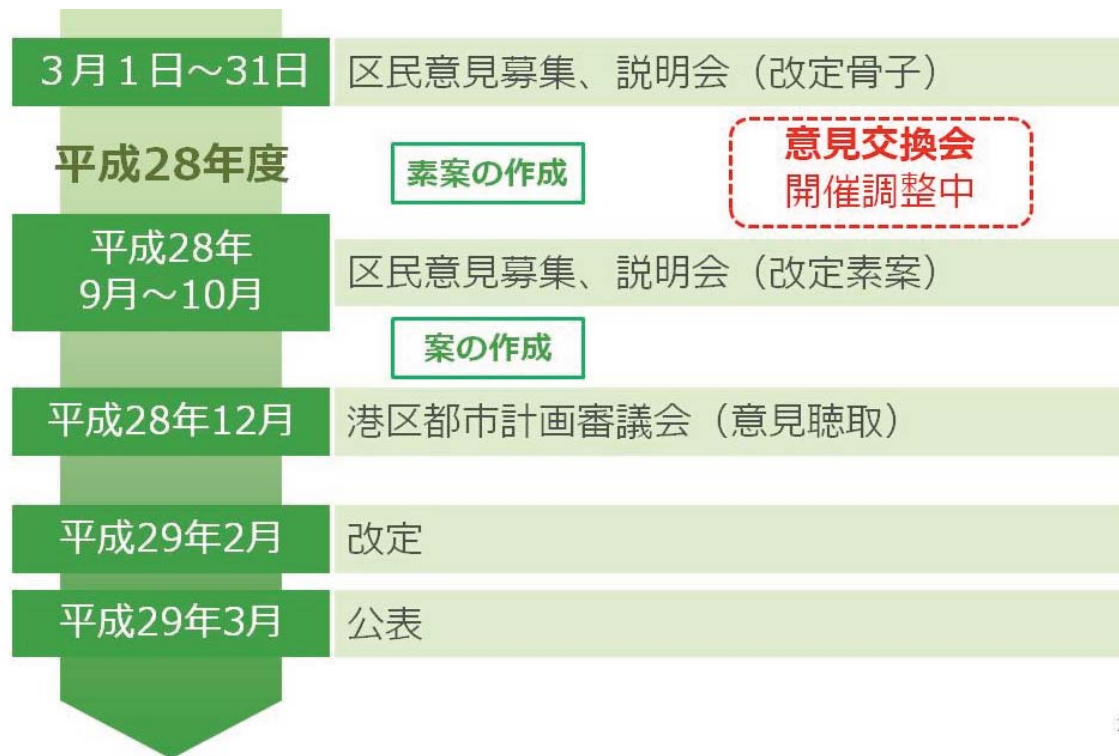 3月1日～31日
区民意見募集、説明会（改定骨子）
平成28年度
素案の作成
意見交換会
開催調整中
平成28年
9月～10月
区民意見募集、説明会（改定素案）
案の作成
平成28年12月
港区都市計画審議会（意見聴取）
平成29年2月
改定
平成29年3月
公表